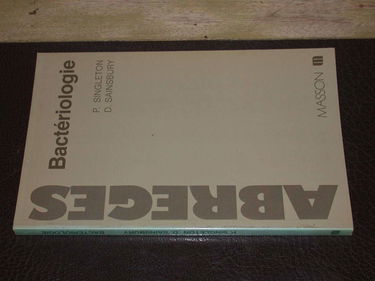 Bactériologie
P. SINGLETON
D. SAINSBURY
MASSON
ABREGES
P. SINGLETON D. SAINSBURY BACTÉRIOLOGIE